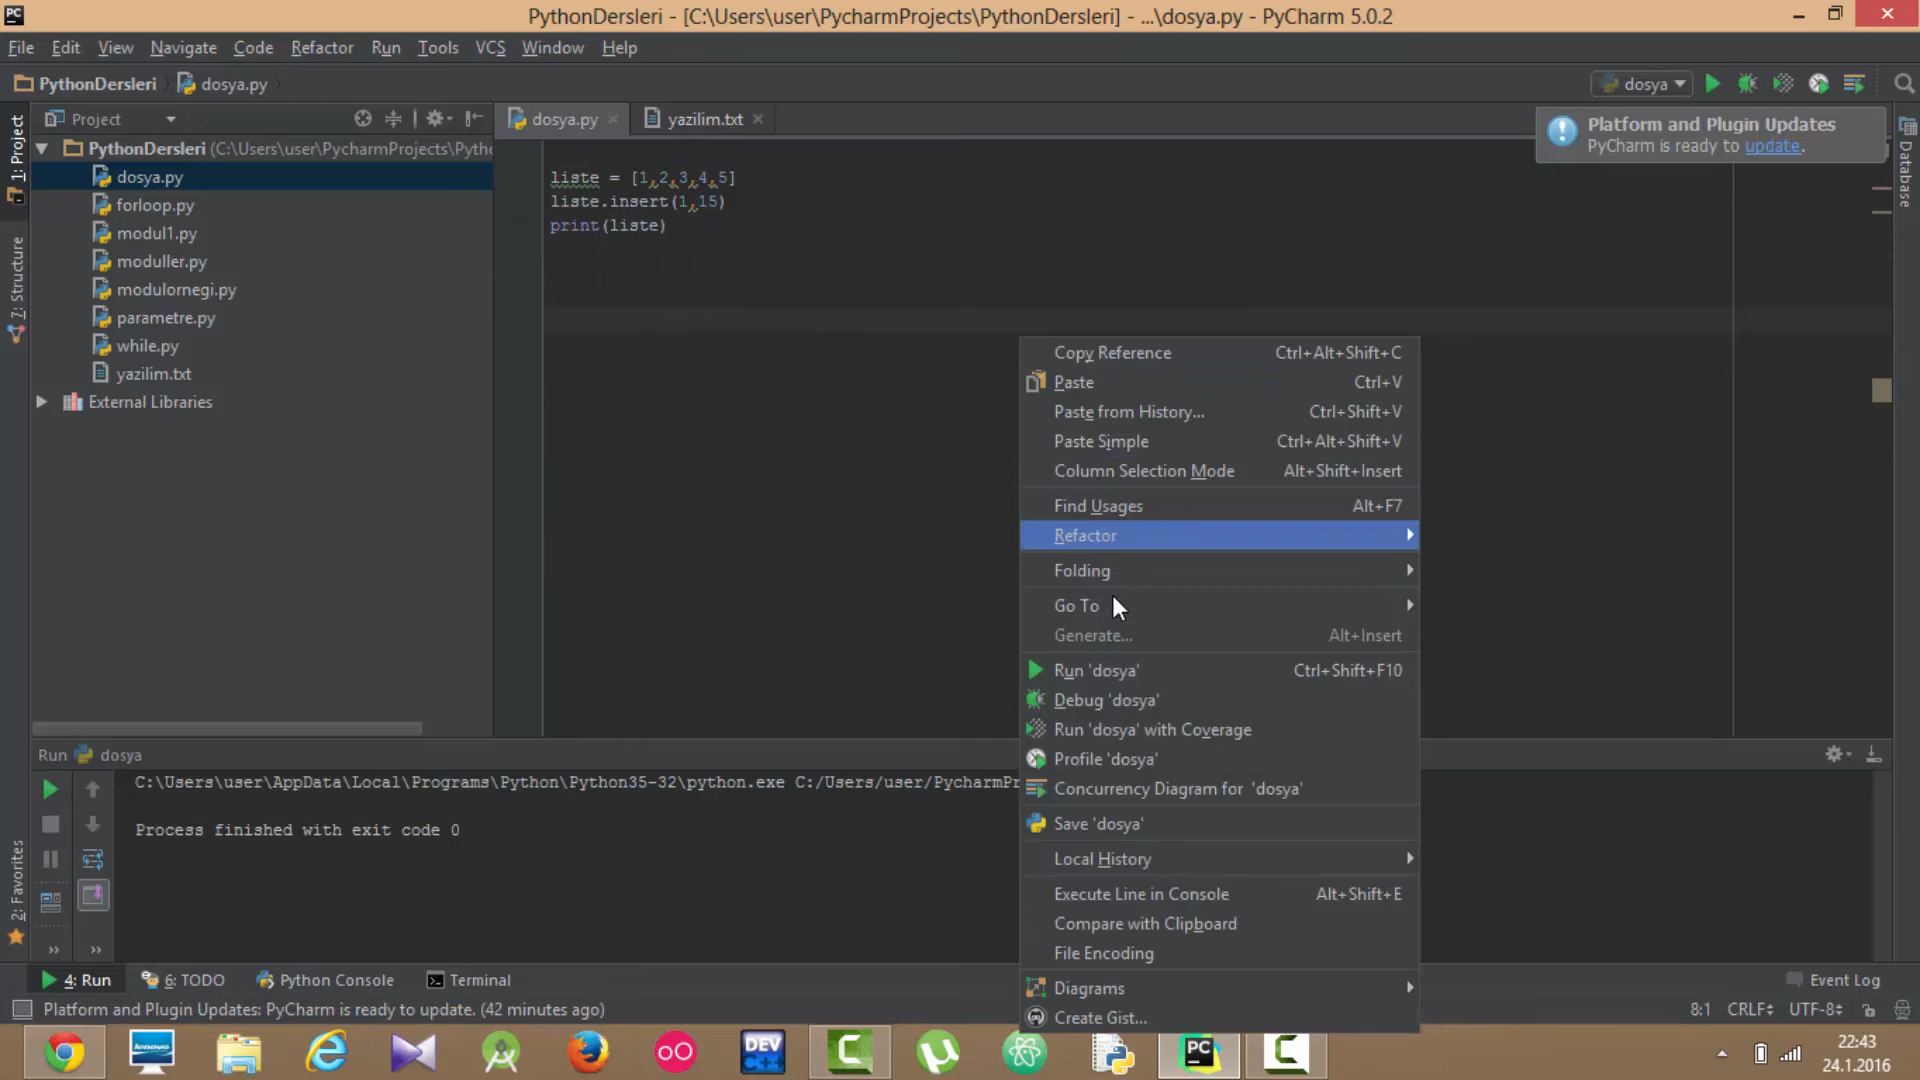 PythonDersleri - [C:\Users\user\PycharmProjects\PythonDersleri] - ...\dosya.py - PyCharm 5.0.2
File Edit View Navigate Code Refactor Run Tools VCS Window Help
PythonDersleri dosya.py
dosya
1: Project
7: Structure
2: Favorites
Project
PythonDersleri (C:\Users\user\PycharmProjects\Pytho
dosya.py
forloop.py
modul1.py
moduller.py
modulornegi.py
parametre.py
while.py
yazilim.txt
External Libraries
dosya.py
yazilim.txt
liste = [1,2,3,4,5]
liste.insert(1,15)
print(liste)
Platform and Plugin Updates
PyCharm is ready to update.
Database
Copy Reference Ctrl+Alt+Shift+C
Paste Ctrl+V
Paste from History... Ctrl+Shift+V
Paste Simple Ctrl+Alt+Shift+V
Column Selection Mode Alt+Shift+Insert
Find Usages Alt+F7
Refactor
Folding
Go To
Generate... Alt+Insert
Run 'dosya' Ctrl+Shift+F10
Debug 'dosya'
Run 'dosya' with Coverage
Profile 'dosya'
Concurrency Diagram for 'dosya'
Save 'dosya'
Local History
Execute Line in Console Alt+Shift+E
Compare with Clipboard
File Encoding
Diagrams
Create Gist...
Run dosya
C:\Users\user\AppData\Local\Programs\Python\Python35-32\python.exe C:/Users/user/PycharmPr
Process finished with exit code 0
4: Run 6: TODO Python Console Terminal
Event Log
Platform and Plugin Updates: PyCharm is ready to update. (42 minutes ago)
8:1 CRLF UTF-8
lenovo
DEV C++
PC
22:43
24.1.2016